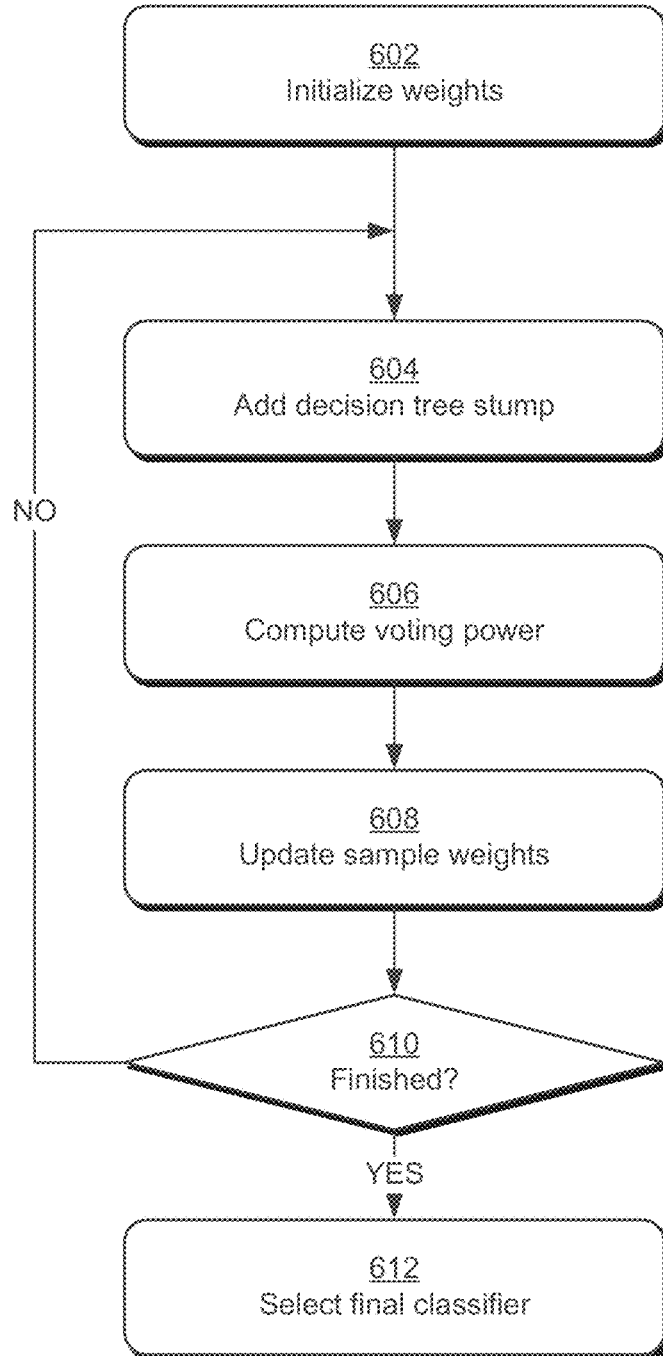 602
Initialize weights
604
Add decision tree stump
NO
606
Compute voting power
608
Update sample weights
610
Finished?
YES
612
Select final classifier